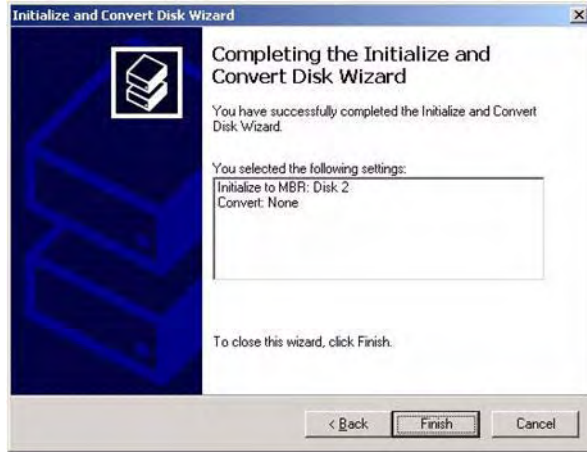 Initialize and Convert Disk Wizard
Completing the Initialize and
Convert Disk Wizard
You have successfully completed the Initialize and Convert
Disk Wizard.
You selected the following settings:
Initialize to MBR: Disk 2
Convert: None
To close this wizard, click Finish.
< Back Finish Cancel